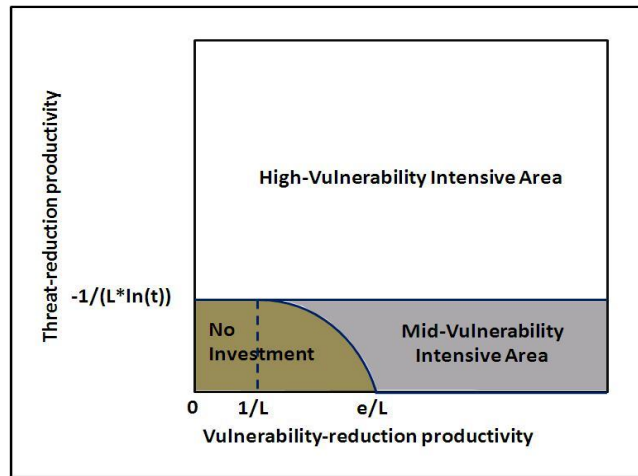 Threat-reduction productivity
High-Vulnerability Intensive Area
-1/(L*ln(t))
No
Investment
Mid-Vulnerability
Intensive Area
0 1/L e/L
Vulnerability-reduction productivity